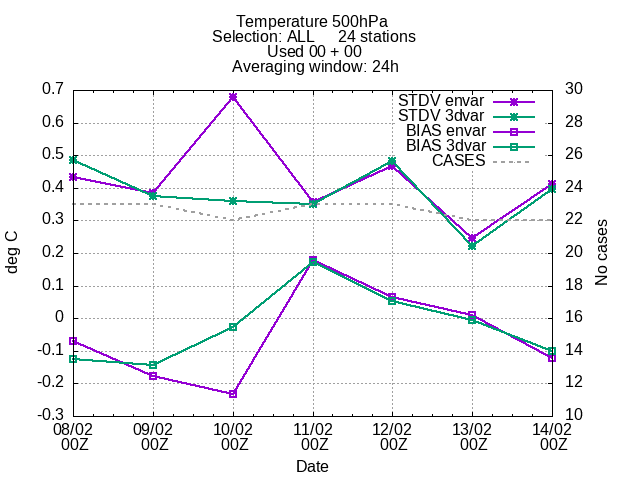 Temperature 500hPa
Selection: ALL 24 stations
Used 00 + 00
Averaging window: 24h
0.7
0.6
0.5
0.4
0.3
0.2
0.1
0
-0.1
-0.2
-0.3
deg C
STDV envar
STDV 3dvar
BIAS envar
BIAS 3dvar
CASES
30
28
26
24
22
20
18
16
14
12
10
No cases
08/02 09/02 10/02 11/02 12/02 13/02 14/02
00Z 00Z 00Z 00Z 00Z 00Z 00Z
Date